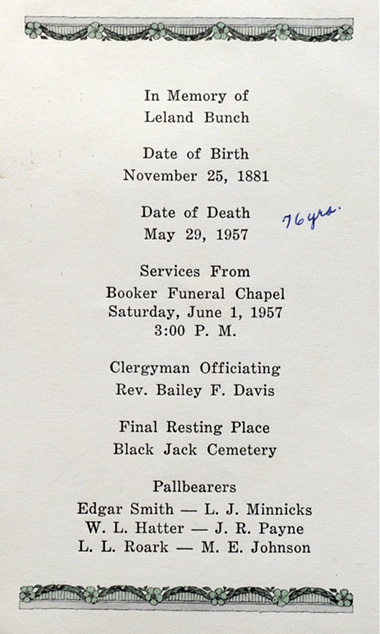 In Memory of
Leland Bunch
Date of Birth
November 25, 1881
Date of Death
76 yrs.
May 29, 1957
Services From
Booker Funeral Chapel
Saturday, June 1, 1957
3:00 P. M.
Clergyman Officiating
Rev. Bailey F. Davis
Final Resting Place
Black Jack Cemetery
Pallbearers
Edgar Smith — L. J. Minnicks
W. L. Hatter — J. R. Payne
L. L. Roark — M. E. Johnson